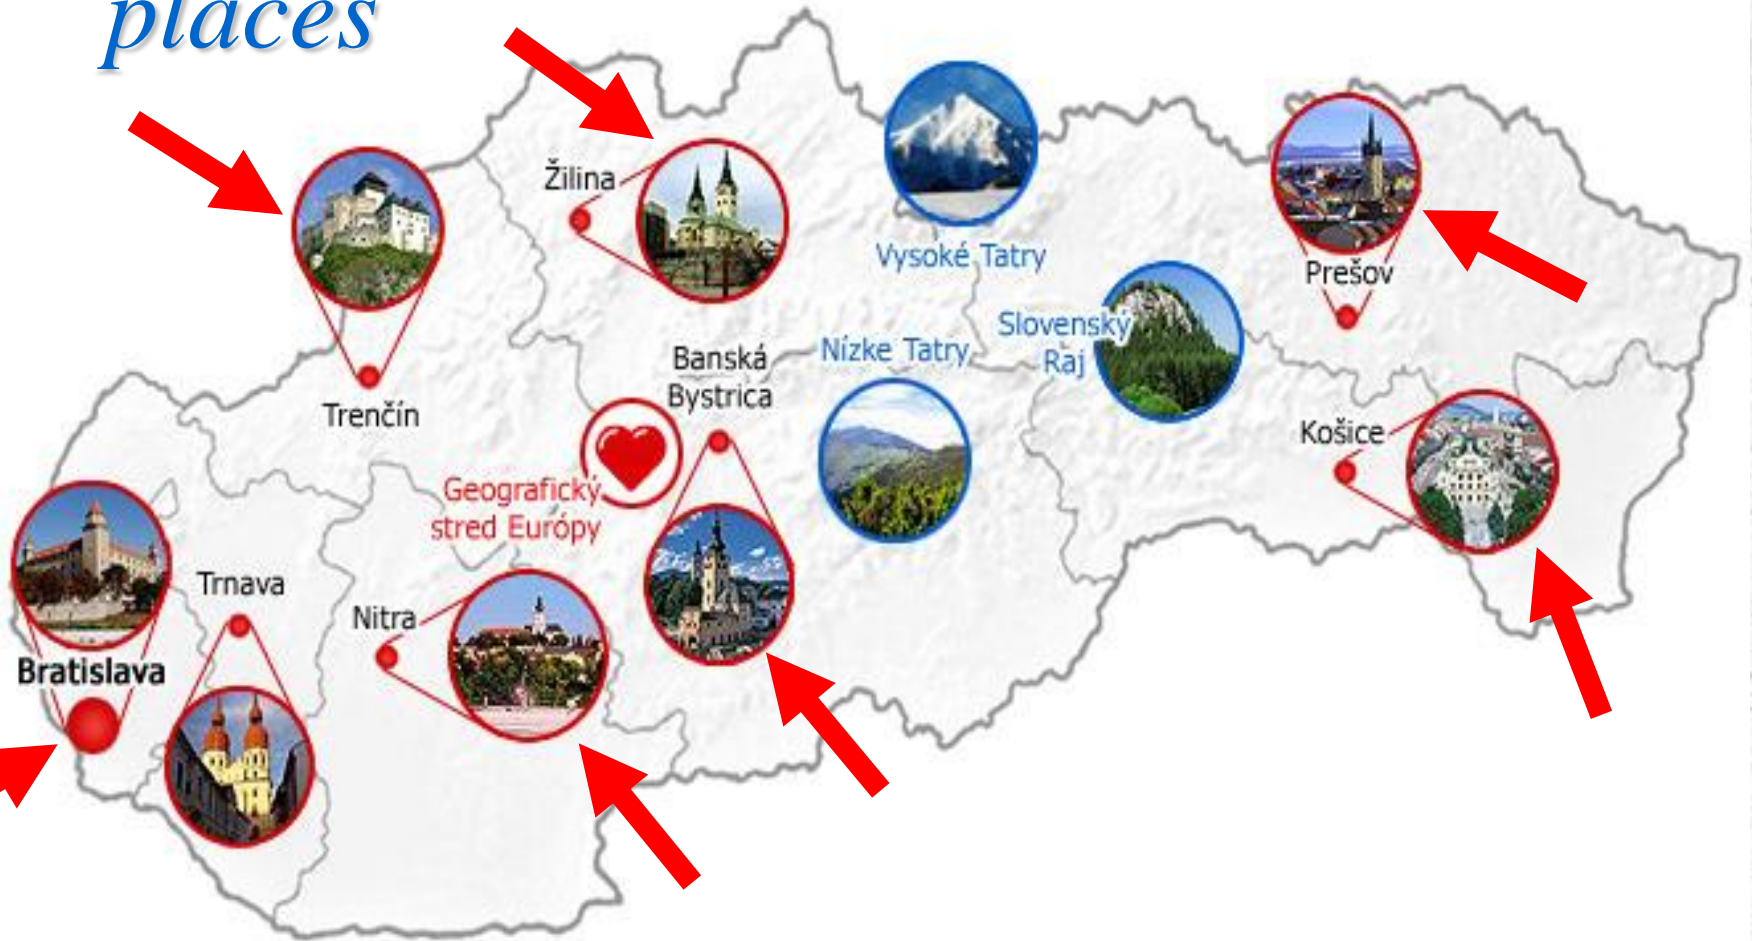 places
Žilina
Vysoké Tatry
Prešov
Slovenský
Raj
Nízke Tatry
Banská
Bystrica
Trenčín
Košice
Geografický
stred Európy
Trnava
Nitra
Bratislava